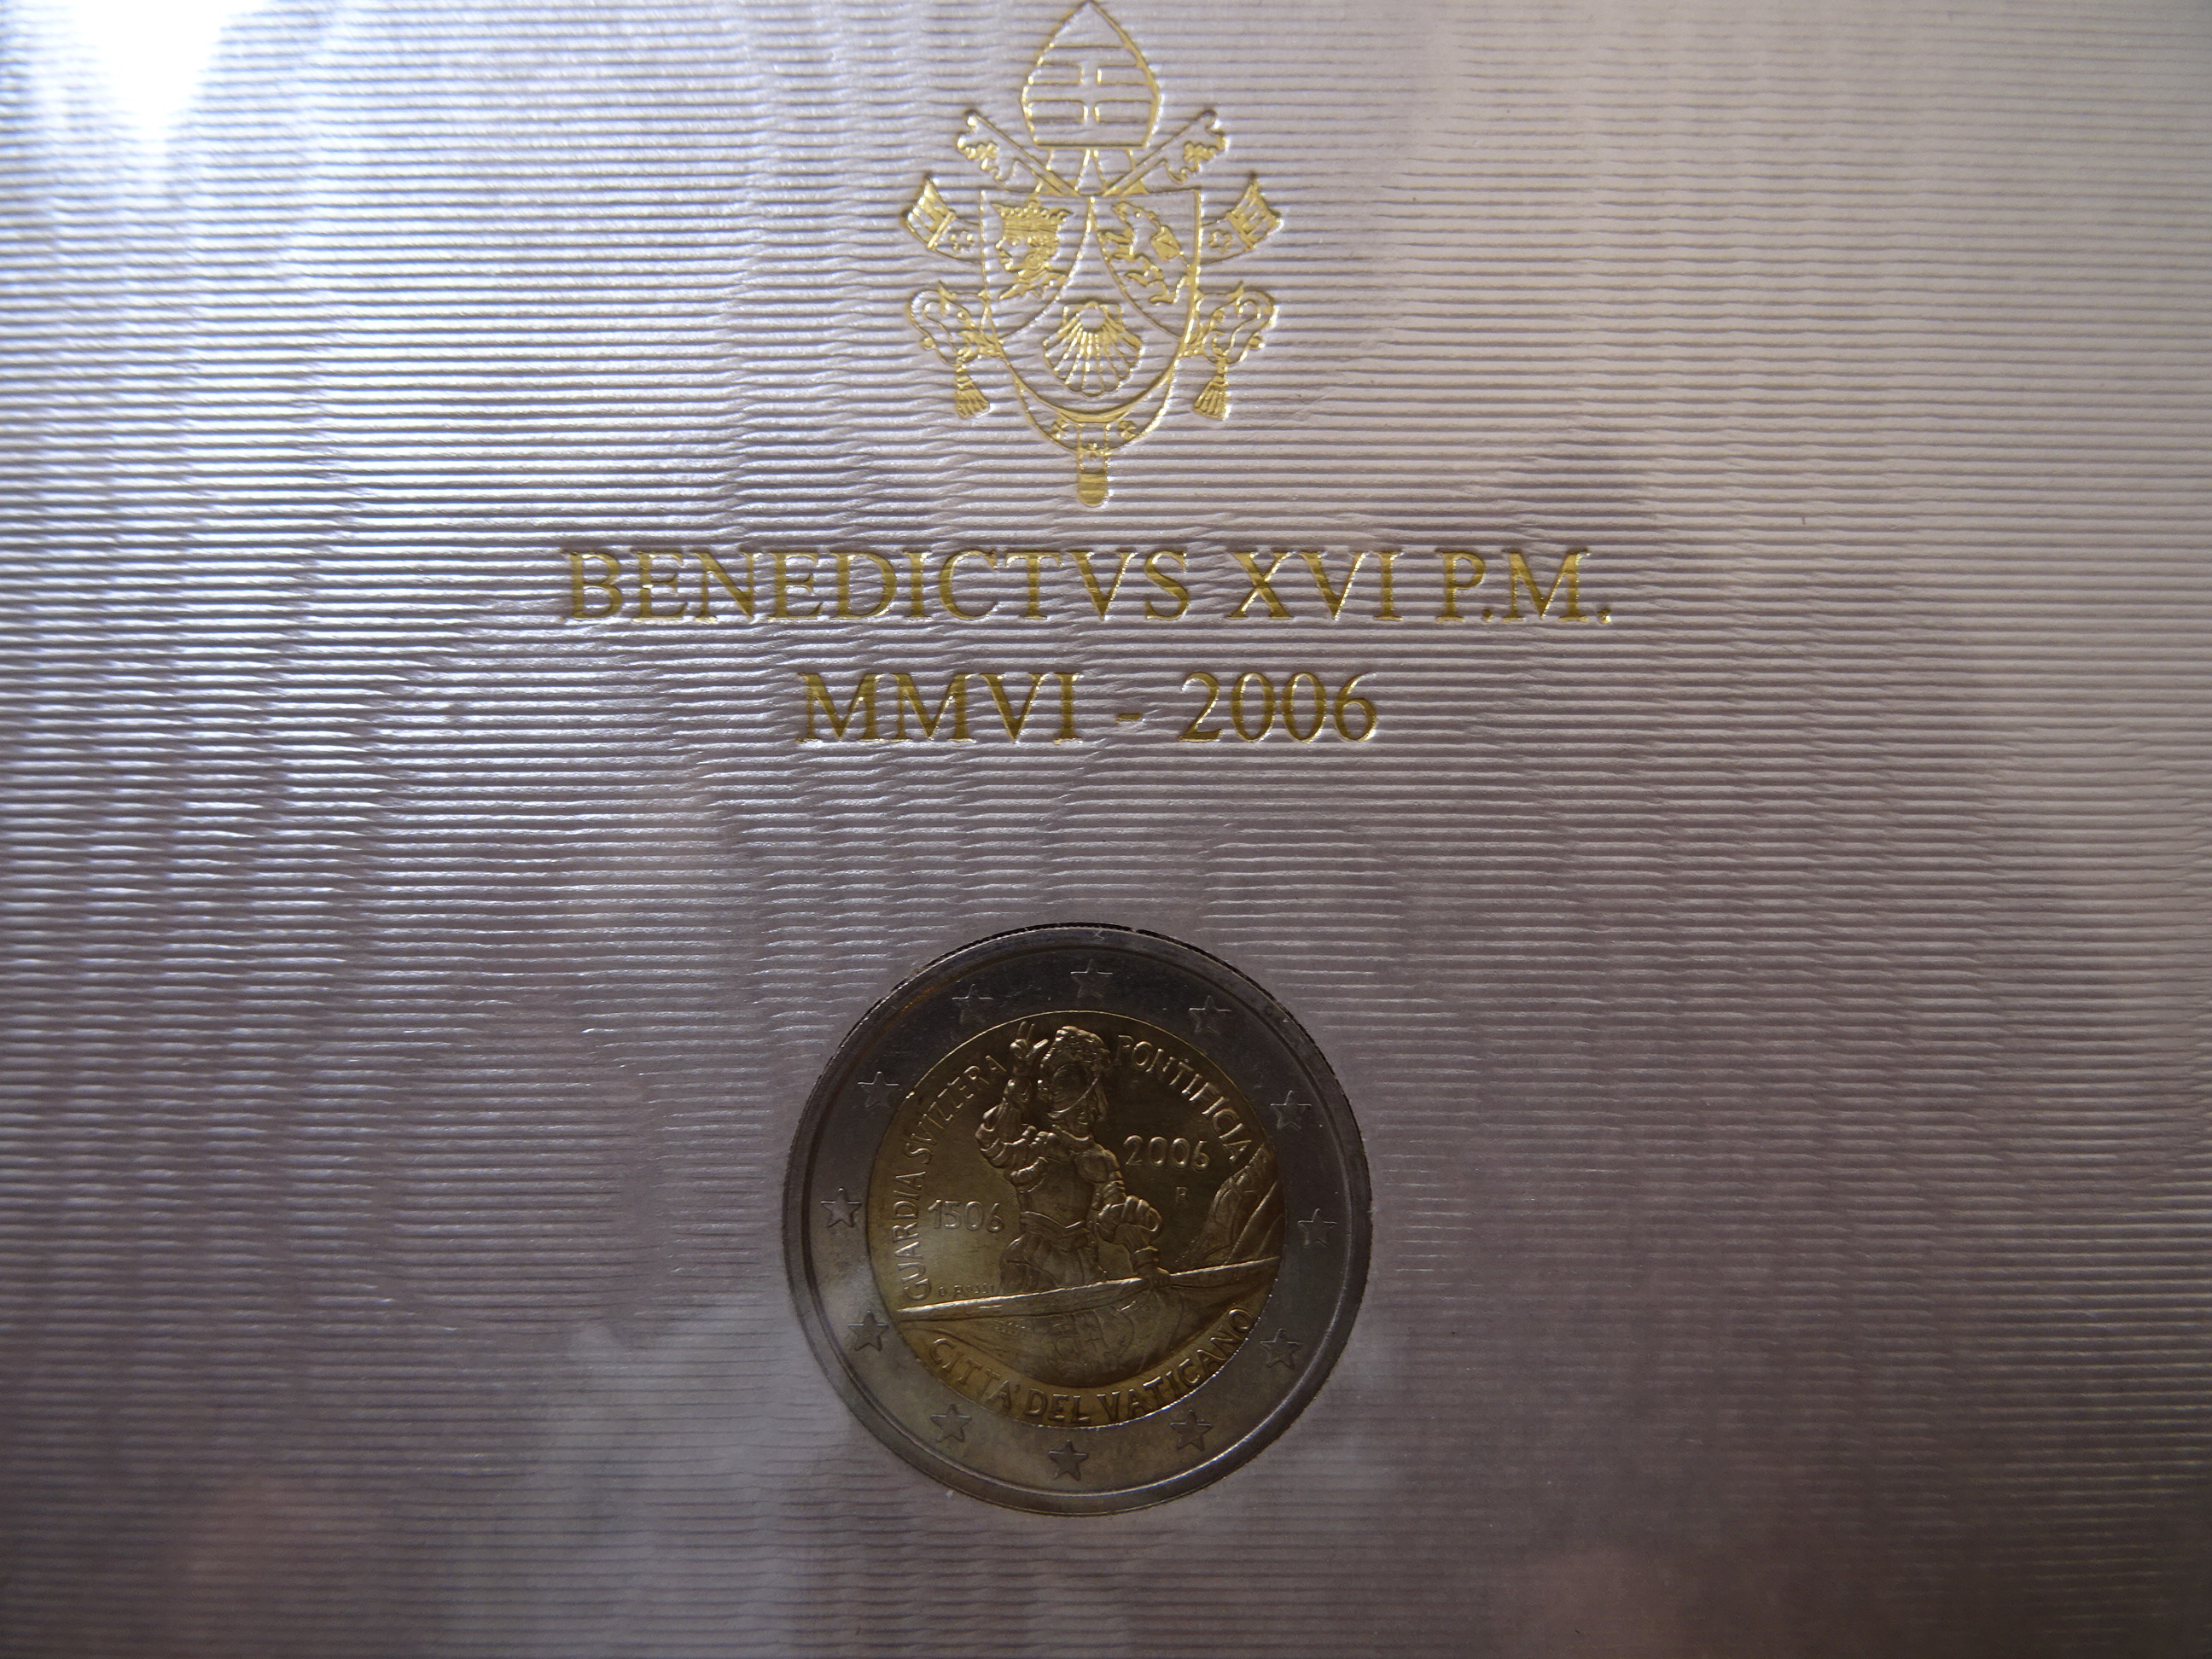 BENEDICTVS XVI P.M.
MMVI - 2006
GUARDIA SVIZZERA PONTIFICIA
2006
R
1506
CITTA' DEL VATICANO